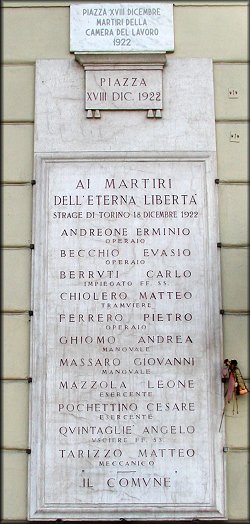 PIAZZA XVIII DICEMBRE
MARTIRI DELLA
CAMERA DEL LAVORO
1922
PIAZZA
XVIII DIC. 1922
AI MARTIRI
DELL'ETERNA LIBERTÀ
STRAGE DI TORINO 18 DICEMBRE 1922
ANDREONE ERMINIO
OPERAIO
BECCHIO EVASIO
OPERAIO
BERRVTI CARLO
IMPIEGATO FF. SS.
CHIOLERO MATTEO
TRAMVIERE
FERRERO PIETRO
OPERAIO
GHIOMO ANDREA
MANOVALE
MASSARO GIOVANNI
MANOVALE
MAZZOLA LEONE
ESERCENTE
POCHETTINO CESARE
ESERCENTE
QVINTAGLIÈ ANGELO
VSCIERE FF. SS.
TARIZZO MATTEO
MECCANICO
IL COMVNE